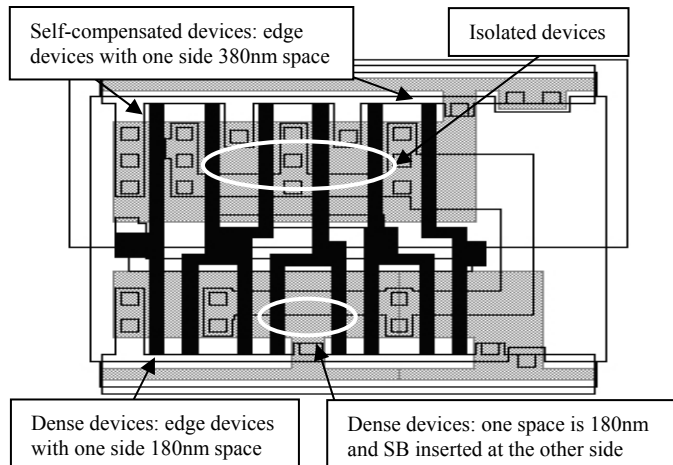 Self-compensated devices: edge
devices with one side 380nm space
Isolated devices
Dense devices: edge devices
with one side 180nm space
Dense devices: one space is 180nm
and SB inserted at the other side